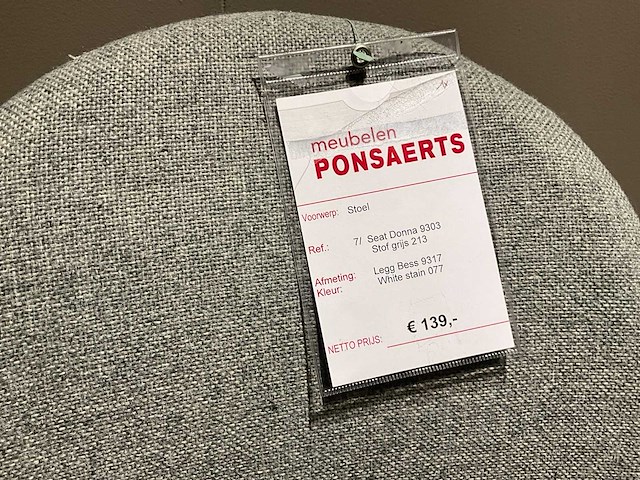 meubelen
PONSAERTS
Voorwerp: Stoel
Ref.: 7/ Seat Donna 9303
Stof grijs 213
Afmeting: Legg Bess 9317
Kleur: White stain 077
€ 139,-
NETTO PRIJS: